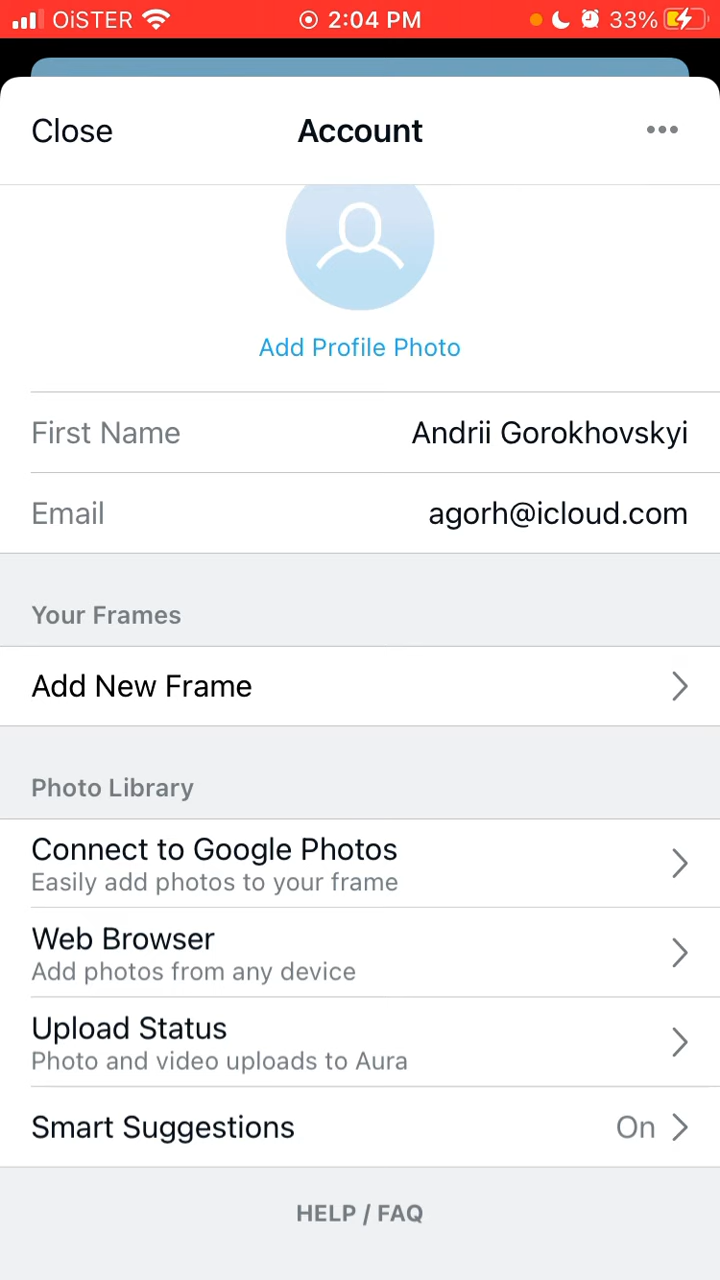 OiSTER 2:04 PM 33%
Close Account
Add Profile Photo
First Name Andrii Gorokhovskyi
Email agorh@icloud.com
Your Frames
Add New Frame
Photo Library
Connect to Google Photos
Easily add photos to your frame
Web Browser
Add photos from any device
Upload Status
Photo and video uploads to Aura
Smart Suggestions On
HELP / FAQ